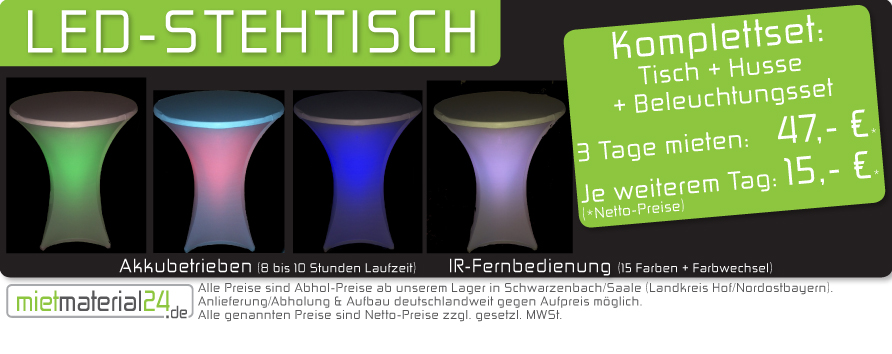 LED-STEHTISCH
Komplettset:
Tisch + Husse
+ Beleuchtungsset
3 Tage mieten: 47,- €*
Je weiterem Tag: 15,- €*
(*Netto-Preise)
Akkubetrieben (8 bis 10 Stunden Laufzeit) IR-Fernbedienung (15 Farben + Farbwechsel)
mietmaterial24.de
Alle Preise sind Abhol-Preise ab unserem Lager in Schwarzenbach/Saale (Landkreis Hof/Nordostbayern).
Anlieferung/Abholung & Aufbau deutschlandweit gegen Aufpreis möglich.
Alle genannten Preise sind Netto-Preise zzgl. gesetzl. MWSt.